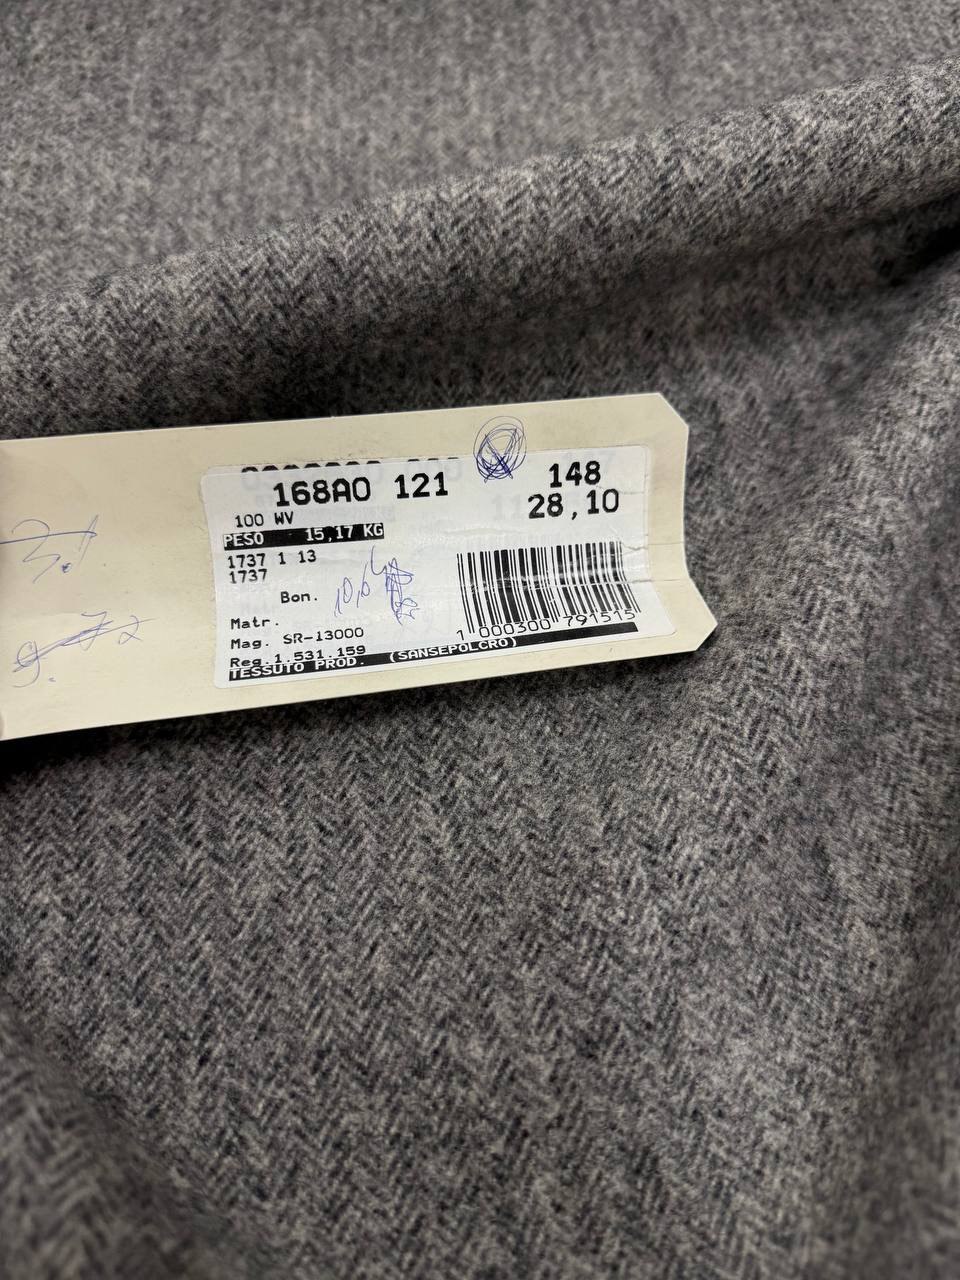 168AO 121
148
28,10
100 WV
PESO 15,17 KG
1737 1 13
1737
Bon.
Matr.
Mag. SR-13000
Reg.1.531.159
TESSUTO PROD. (SANSEPOLCRO)
1 000300 791515